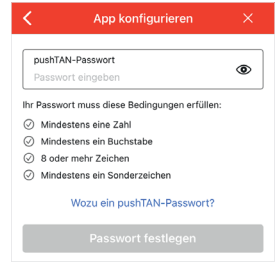 App konfigurieren
pushTAN-Passwort
Passwort eingeben
Ihr Passwort muss diese Bedingungen erfüllen:
Mindestens eine Zahl
Mindestens ein Buchstabe
8 oder mehr Zeichen
Mindestens ein Sonderzeichen
Wozu ein pushTAN-Passwort?
Passwort festlegen